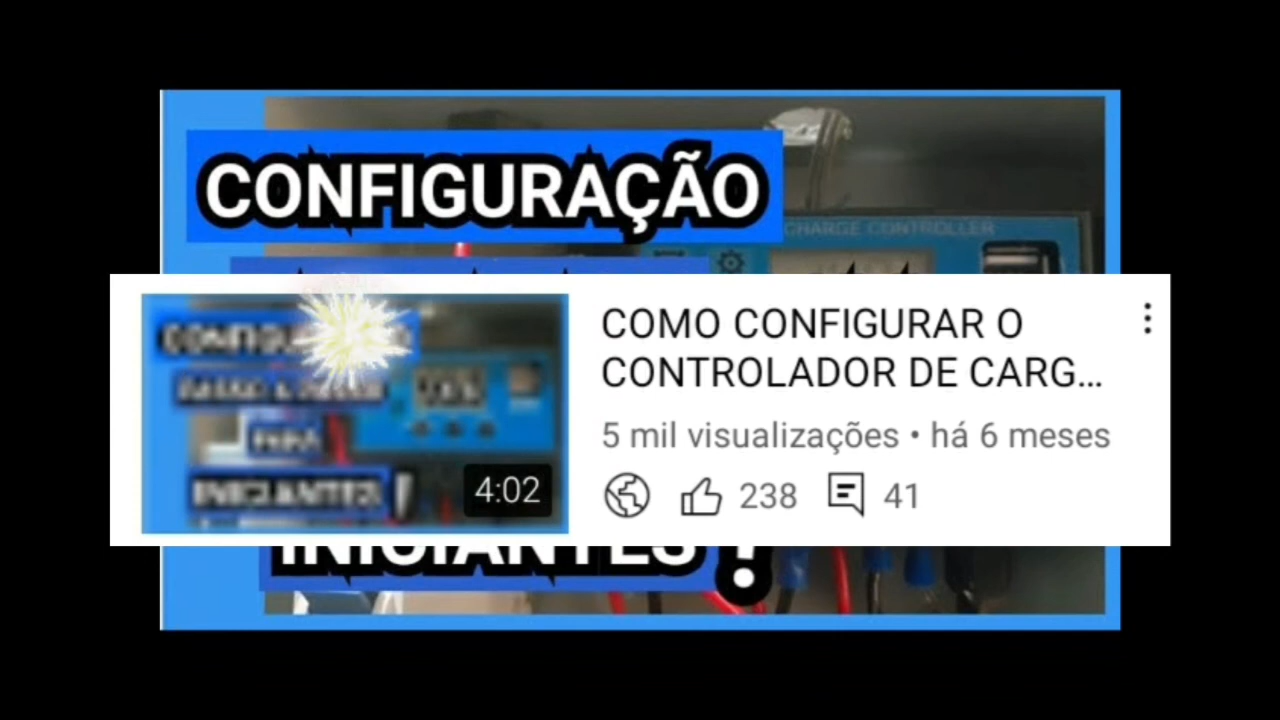 CONFIGURAÇÃO
CHARGE CONTROLLER
COMO CONFIGURAR O
CONTROLADOR DE CARG...
5 mil visualizações • há 6 meses
4:02
238
41
INICIANTES !